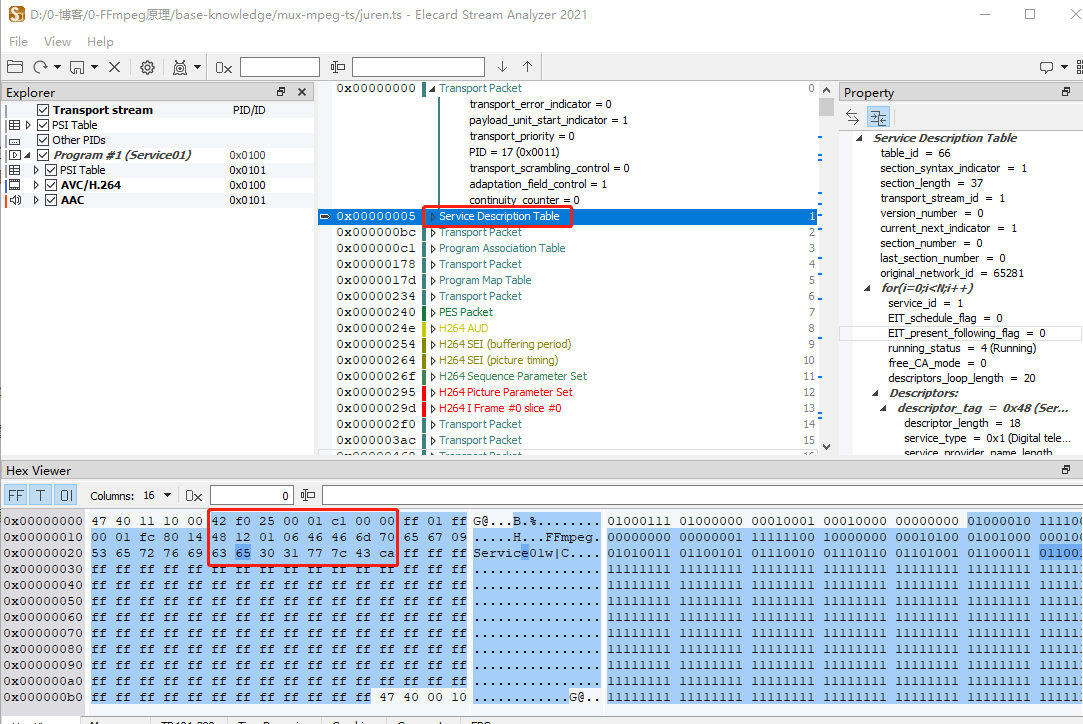 D:/0-博客/0-FFmpeg原理/base-knowledge/mux-mpeg-ts/juren.ts - Elecard Stream Analyzer 2021
File View Help
0x
Explorer
Transport stream PID/ID
PSI Table
Other PIDs
Program #1 (Service01) 0x0100
PSI Table 0x0101
AVC/H.264 0x0100
AAC 0x0101
0x00000000 Transport Packet 0
transport_error_indicator = 0
payload_unit_start_indicator = 1
transport_priority = 0
PID = 17 (0x0011)
transport_scrambling_control = 0
adaptation_field_control = 1
continuity_counter = 0
0x00000005 Service Description Table 1
0x000000bc Transport Packet 2
0x000000c1 Program Association Table 3
0x00000178 Transport Packet 4
0x0000017d Program Map Table 5
0x00000234 Transport Packet 6
0x00000240 PES Packet 7
0x0000024e H264 AUD 8
0x00000254 H264 SEI (buffering period) 9
0x00000264 H264 SEI (picture timing) 10
0x0000026f H264 Sequence Parameter Set 11
0x00000295 H264 Picture Parameter Set 12
0x0000029d H264 I Frame #0 slice #0 13
0x000002f0 Transport Packet 14
0x000003ac Transport Packet 15
Property
Service Description Table
table_id = 66
section_syntax_indicator = 1
section_length = 37
transport_stream_id = 1
version_number = 0
current_next_indicator = 1
section_number = 0
last_section_number = 0
original_network_id = 65281
for(i=0;i<N;i++)
service_id = 1
EIT_schedule_flag = 0
EIT_present_following_flag = 0
running_status = 4 (Running)
free_CA_mode = 0
descriptors_loop_length = 20
Descriptors:
descriptor_tag = 0x48 (Ser...
descriptor_length = 18
service_type = 0x1 (Digital tele...
service_provider_name_length
Hex Viewer
FF T 0I Columns: 16 0x 0
0x00000000 47 40 11 10 00 42 f0 25 00 01 c1 00 00 ff 01 ff G@...B.%........ 01000111 01000000 00010001 00010000 00000000 01000010 111100
0x00000010 00 01 fc 80 14 48 12 01 06 46 46 6d 70 65 67 09 .....H...FFmpeg. 00000000 00000001 11111100 10000000 00010100 01001000 000100
0x00000020 53 65 72 76 69 63 65 30 31 77 7c 43 ca ff ff ff Service01w|C.... 01010011 01100101 01110010 01110110 01101001 01100011 011001
0x00000030 ff ff ff ff ff ff ff ff ff ff ff ff ff ff ff ff ................ 11111111 11111111 11111111 11111111 11111111 11111111 111111
0x00000040 ff ff ff ff ff ff ff ff ff ff ff ff ff ff ff ff ................ 11111111 11111111 11111111 11111111 11111111 11111111 111111
0x00000050 ff ff ff ff ff ff ff ff ff ff ff ff ff ff ff ff ................ 11111111 11111111 11111111 11111111 11111111 11111111 111111
0x00000060 ff ff ff ff ff ff ff ff ff ff ff ff ff ff ff ff ................ 11111111 11111111 11111111 11111111 11111111 11111111 111111
0x00000070 ff ff ff ff ff ff ff ff ff ff ff ff ff ff ff ff ................ 11111111 11111111 11111111 11111111 11111111 11111111 111111
0x00000080 ff ff ff ff ff ff ff ff ff ff ff ff ff ff ff ff ................ 11111111 11111111 11111111 11111111 11111111 11111111 111111
0x00000090 ff ff ff ff ff ff ff ff ff ff ff ff ff ff ff ff ................ 11111111 11111111 11111111 11111111 11111111 11111111 111111
0x000000a0 ff ff ff ff ff ff ff ff ff ff ff ff ff ff ff ff ................ 11111111 11111111 11111111 11111111 11111111 11111111 111111
0x000000b0 ff ff ff ff ff ff ff ff ff ff ff ff 47 40 00 10 ............G@.. 11111111 11111111 11111111 11111111 11111111 11111111 111111